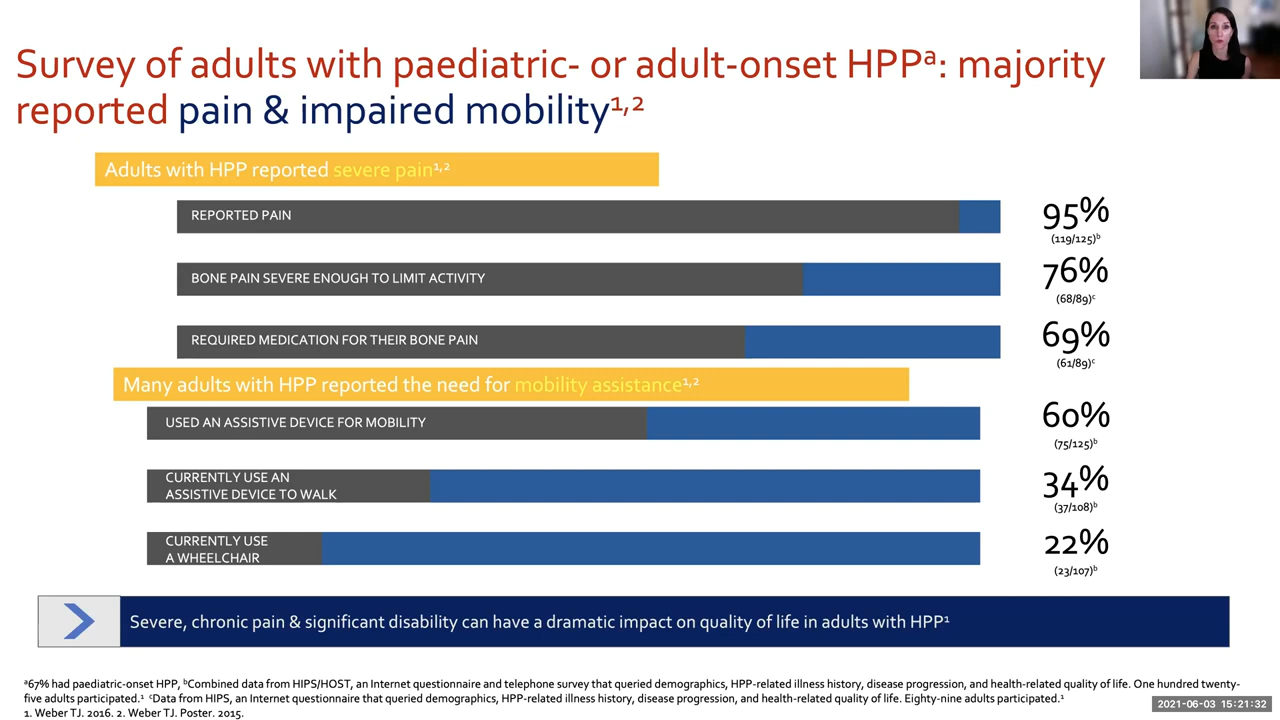 Survey of adults with paediatric- or adult-onset HPPᵃ: majority
reported pain & impaired mobility¹,²
Adults with HPP reported severe pain¹,²
REPORTED PAIN
95%
(119/125)ᵇ
BONE PAIN SEVERE ENOUGH TO LIMIT ACTIVITY
76%
(68/89)ᶜ
REQUIRED MEDICATION FOR THEIR BONE PAIN
69%
(61/89)ᶜ
Many adults with HPP reported the need for mobility assistance¹,²
USED AN ASSISTIVE DEVICE FOR MOBILITY
60%
(75/125)ᵇ
CURRENTLY USE AN
ASSISTIVE DEVICE TO WALK
34%
(37/108)ᵇ
CURRENTLY USE
A WHEELCHAIR
22%
(23/107)ᵇ
Severe, chronic pain & significant disability can have a dramatic impact on quality of life in adults with HPP¹
ᵃ67% had paediatric-onset HPP, ᵇCombined data from HIPS/HOST, an Internet questionnaire and telephone survey that queried demographics, HPP-related illness history, disease progression, and health-related quality of life. One hundred twenty-
five adults participated.¹ ᶜData from HIPS, an Internet questionnaire that queried demographics, HPP-related illness history, disease progression, and health-related quality of life. Eighty-nine adults participated.¹
1. Weber TJ. 2016. 2. Weber TJ. Poster. 2015.
2021-06-03 15:21:32